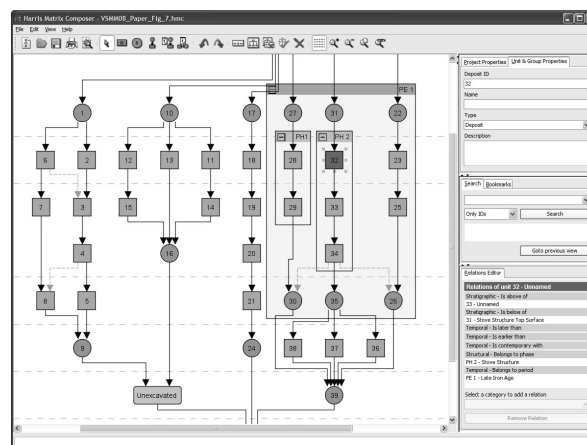 Harris Matrix Composer - VSMM08_Paper_Fig_7.hmc
File Edit View Help
PE 1
1 10 17 27 31 22
PH1 PH 2
6 2 12 13 11 18 28 32 23
7 3 15 14 19 29 33 25
4 16 20 34
8 5 21 30 35 26
9 24 38 37 36
Unexcavated 39
Project Properties Unit & Group Properties
Deposit ID
32
Name
Type
Deposit
Description
Search Bookmarks
Only IDs Search
Goto previous view
Relations Editor
Relations of unit 32 - Unnamed
Stratigraphic - Is above of
33 - Unnamed
Stratigraphic - Is below of
31 - Stove Structure Top Surface
Temporal - Is later than
Temporal - Is earlier than
Temporal - Is contemporary with
Structural - Belongs to phase
PH 2 - Stove Structure
Temporal - Belongs to period
PE 1 - Late Iron Age
Select a category to add a relation
Remove Relation